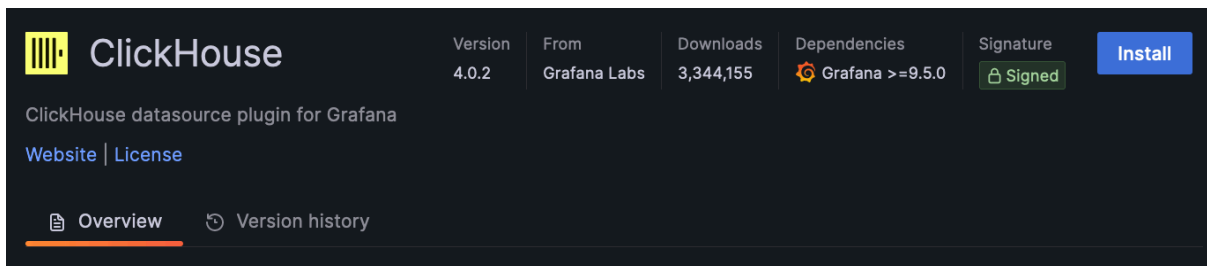 ClickHouse
Version From Downloads Dependencies Signature
4.0.2 Grafana Labs 3,344,155 Grafana >=9.5.0 Signed
Install
ClickHouse datasource plugin for Grafana
Website | License
Overview Version history